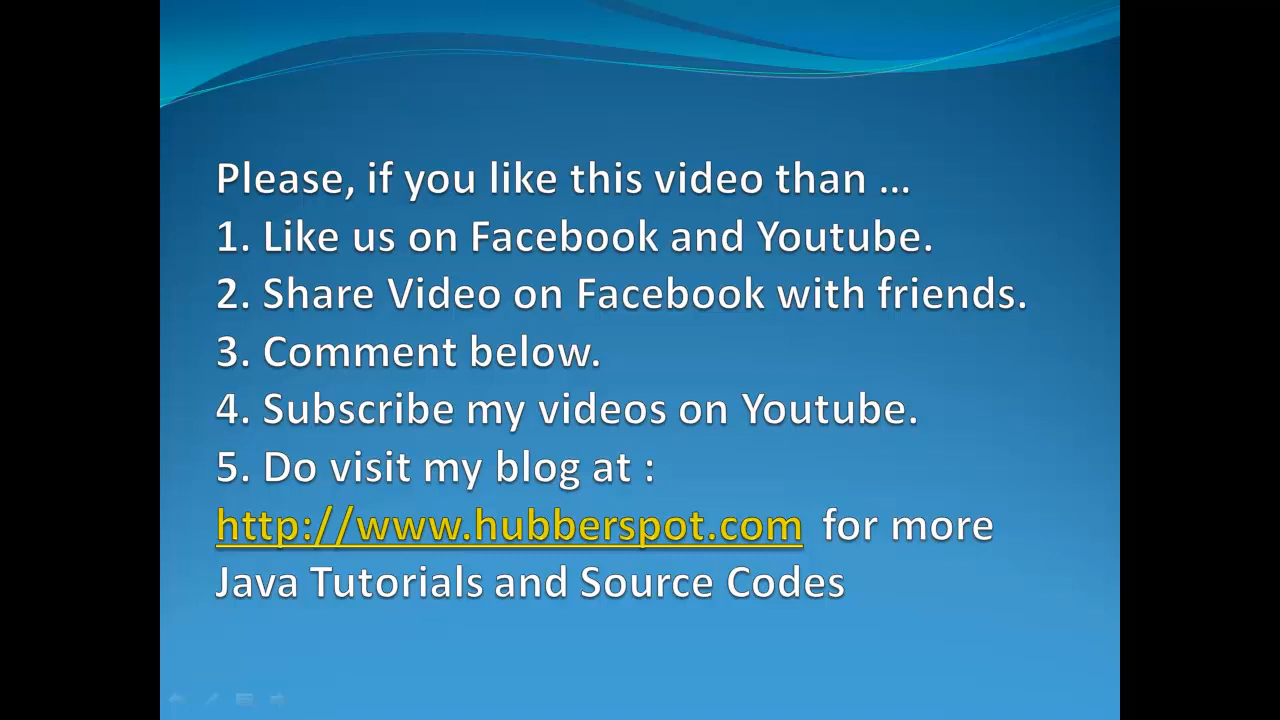 Please, if you like this video than ...
1. Like us on Facebook and Youtube.
2. Share Video on Facebook with friends.
3. Comment below.
4. Subscribe my videos on Youtube.
5. Do visit my blog at :
http://www.hubberspot.com for more
Java Tutorials and Source Codes